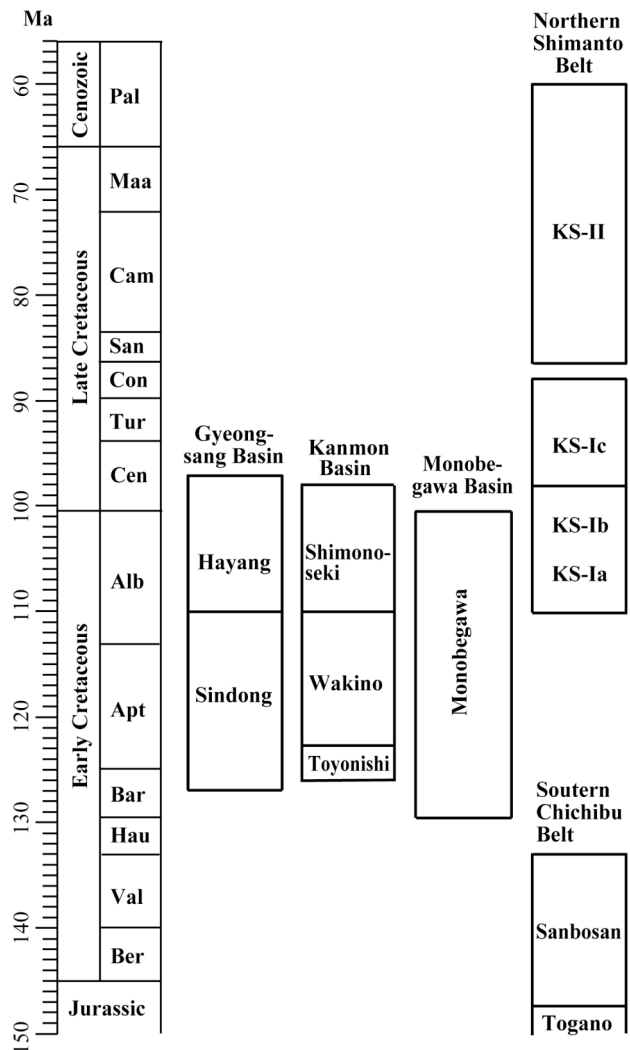 Ma
60
70
80
90
100
110
120
130
140
150
Cenozoic
Late Cretaceous
Early Cretaceous
Jurassic
Pal
Maa
Cam
San
Con
Tur
Cen
Alb
Apt
Bar
Hau
Val
Ber
Gyeong-
sang Basin
Hayang
Sindong
Kanmon
Basin
Shimono-
seki
Wakino
Toyonishi
Monobe-
gawa Basin
Monobegawa
Northern
Shimanto
Belt
KS-II
KS-Ic
KS-Ib
KS-Ia
Soutern
Chichibu
Belt
Sanbosan
Togano